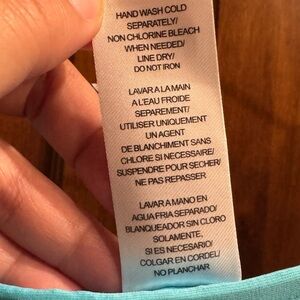 HAND WASH COLD
SEPARATELY/
NON CHLORINE BLEACH
WHEN NEEDED/
LINE DRY/
DO NOT IRON
LAVAR A LA MAIN
A L'EAU FROIDE
SEPAREMENT/
UTILISER UNIQUEMENT
UN AGENT
DE BLANCHIMENT SANS
CHLORE SI NECESSAIRE/
SUSPENDRE POUR SECHER/
NE PAS REPASSER
LAVAR A MANO EN
AGUA FRIA SEPARADO/
BLANQUEADOR SIN CLORO
SOLAMENTE,
SI ES NECESARIO/
COLGAR EN CORDEL/
NO PLANCHAR